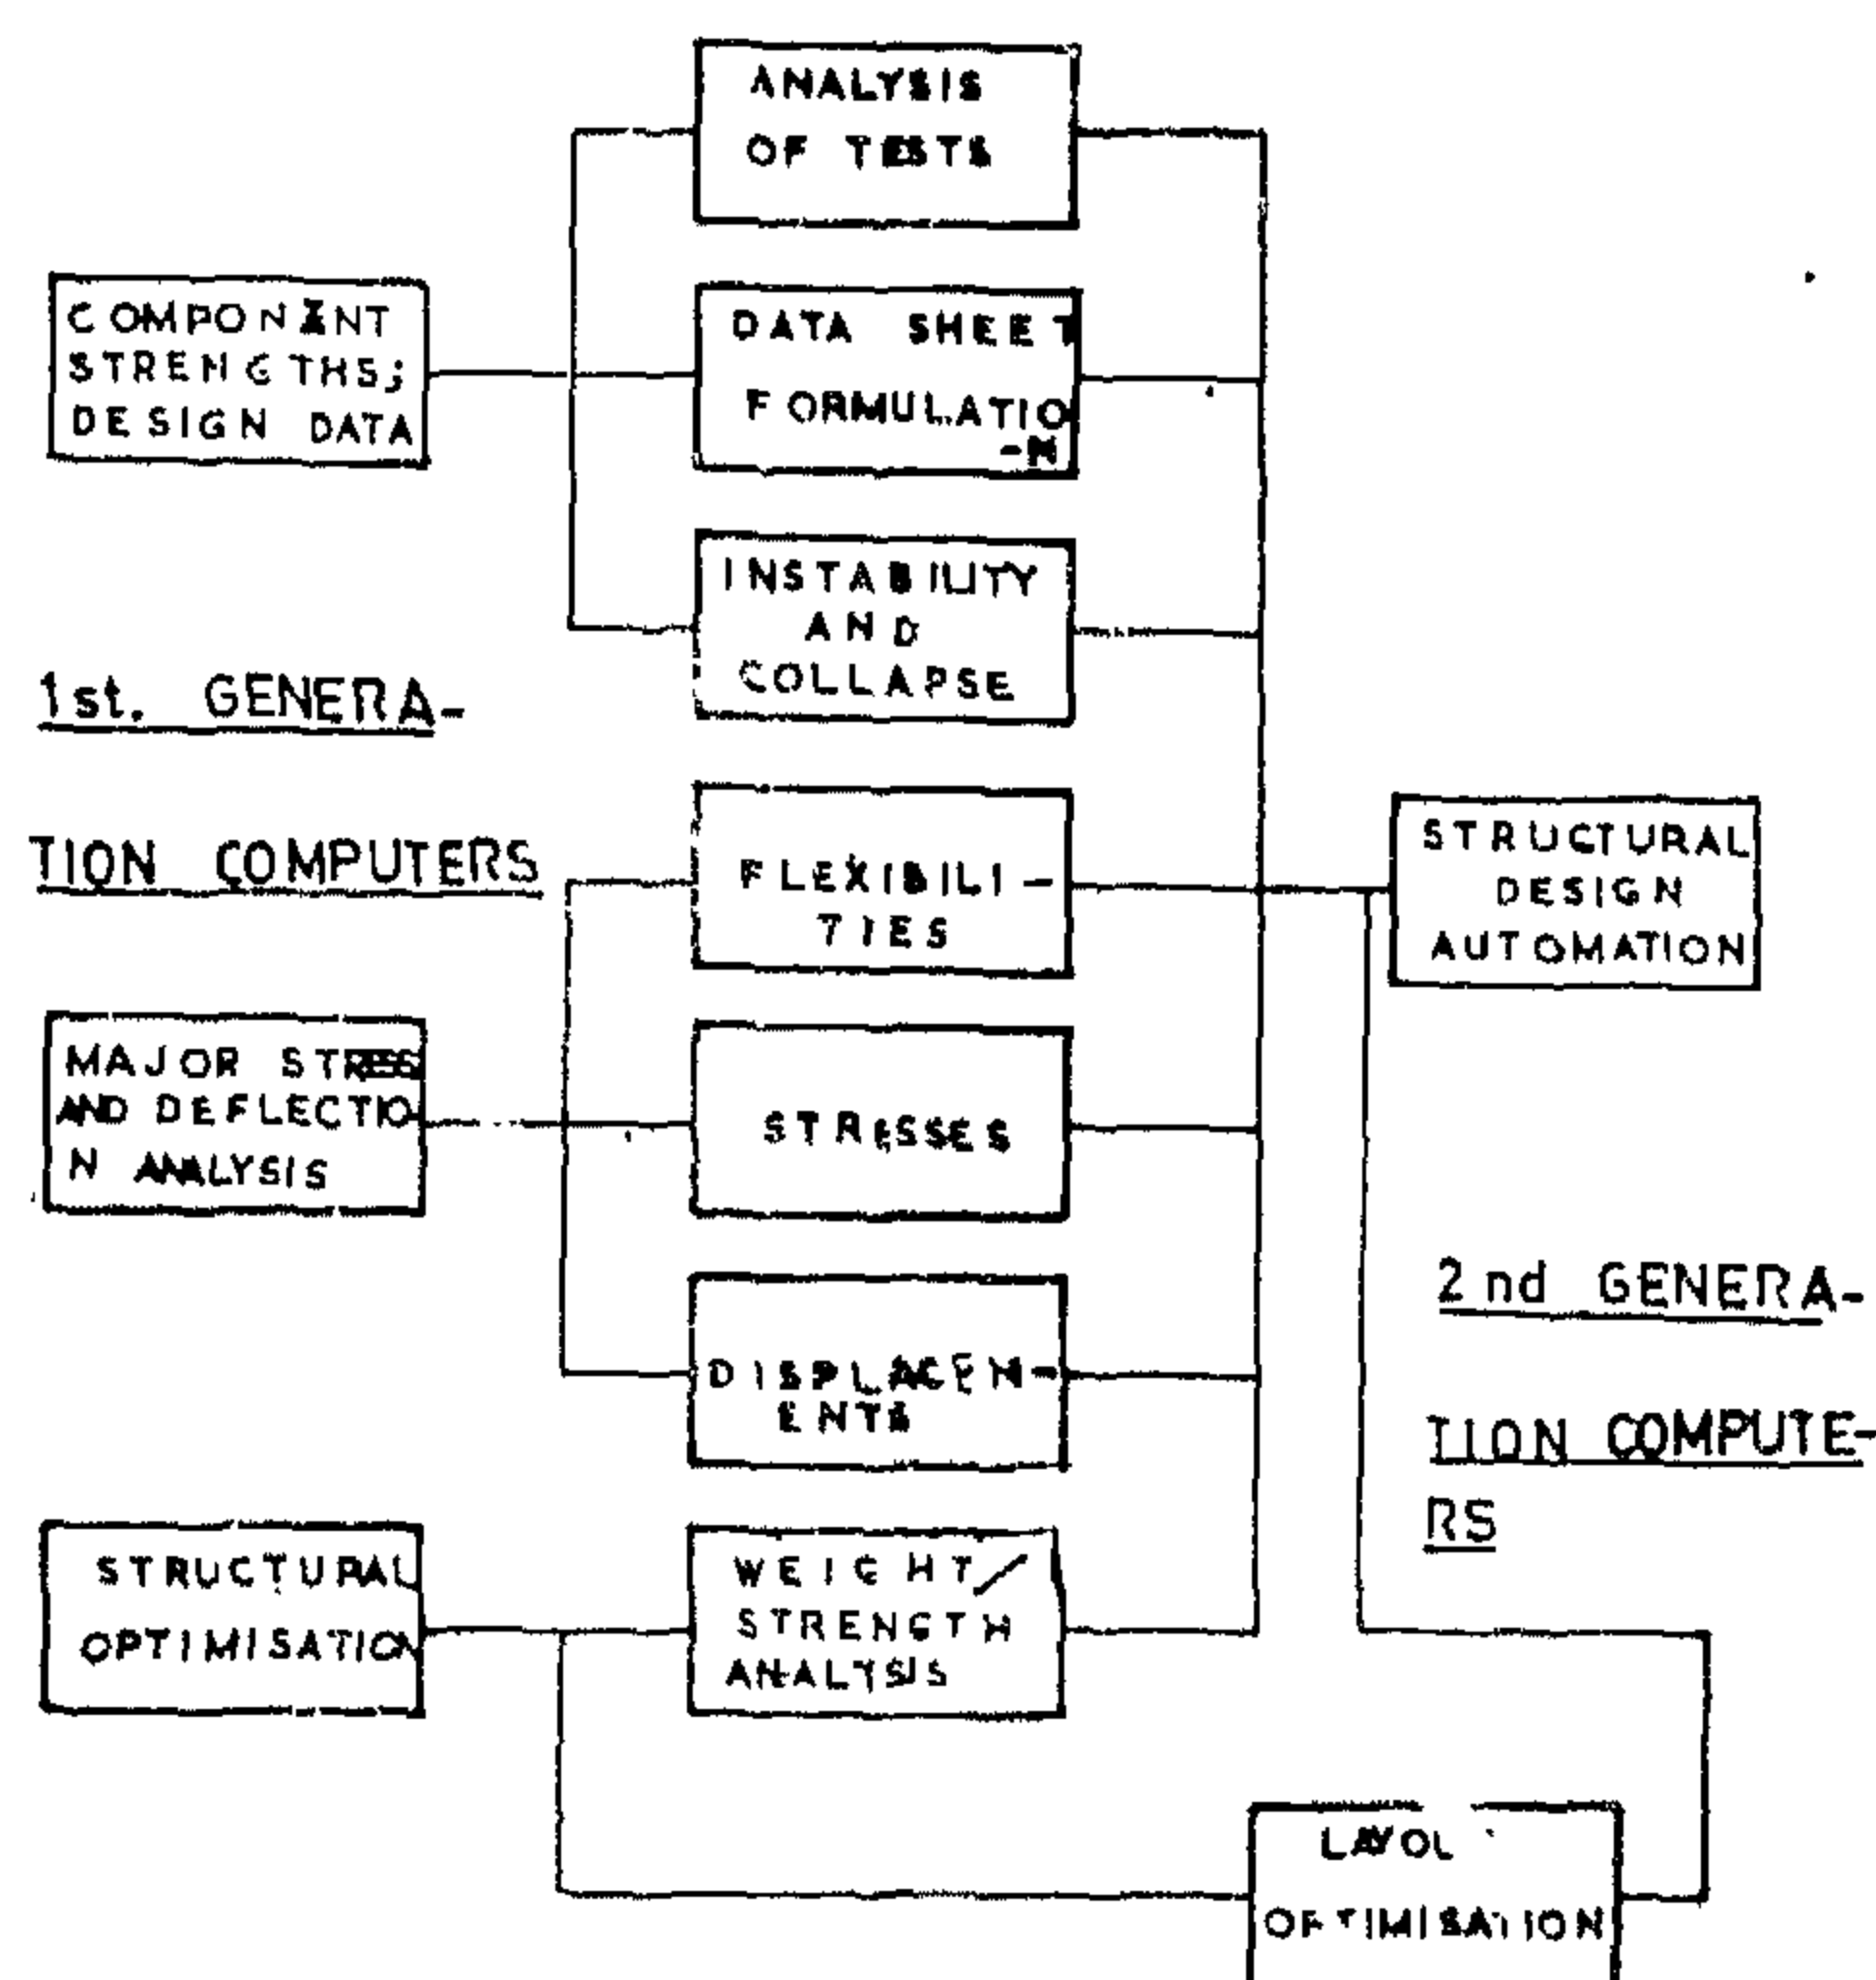 ANALYSIS
OF TESTS
COMPONENT
STRENGTHS;
DESIGN DATA
DATA SHEET
FORMULATIO
-N
INSTABILITY
AND
COLLAPSE
1st. GENERA-
TION COMPUTERS
FLEXIBILI-
TIES
STRUCTURAL
DESIGN
AUTOMATION
MAJOR STRESS
AND DEFLECTIO-
N ANALYSIS
STRESSES
2nd GENERA-
TION COMPUTE-
RS
DISPLACEM-
ENTS
STRUCTURAL
OPTIMISATION
WEIGHT/
STRENGTH
ANALYSIS
OPTIMISATION